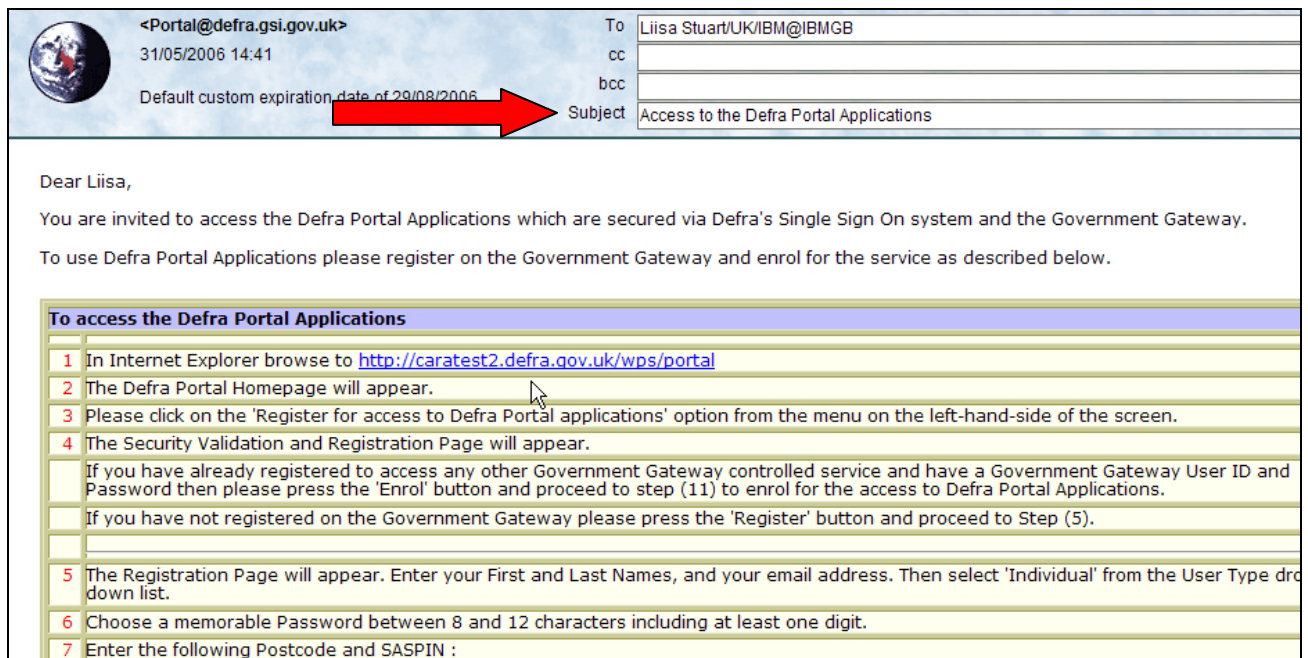 <Portal@defra.gsi.gov.uk>
31/05/2006 14:41
Default custom expiration date of 29/08/2006
To Liisa Stuart/UK/IBM@IBMGB
cc
bcc
Subject Access to the Defra Portal Applications
Dear Liisa,
You are invited to access the Defra Portal Applications which are secured via Defra's Single Sign On system and the Government Gateway.
To use Defra Portal Applications please register on the Government Gateway and enrol for the service as described below.
To access the Defra Portal Applications
1 In Internet Explorer browse to http://caratest2.defra.gov.uk/wps/portal
2 The Defra Portal Homepage will appear.
3 Please click on the 'Register for access to Defra Portal applications' option from the menu on the left-hand-side of the screen.
4 The Security Validation and Registration Page will appear.
If you have already registered to access any other Government Gateway controlled service and have a Government Gateway User ID and
Password then please press the 'Enrol' button and proceed to step (11) to enrol for the access to Defra Portal Applications.
If you have not registered on the Government Gateway please press the 'Register' button and proceed to Step (5).
5 The Registration Page will appear. Enter your First and Last Names, and your email address. Then select 'Individual' from the User Type dro
down list.
6 Choose a memorable Password between 8 and 12 characters including at least one digit.
7 Enter the following Postcode and SASPIN :